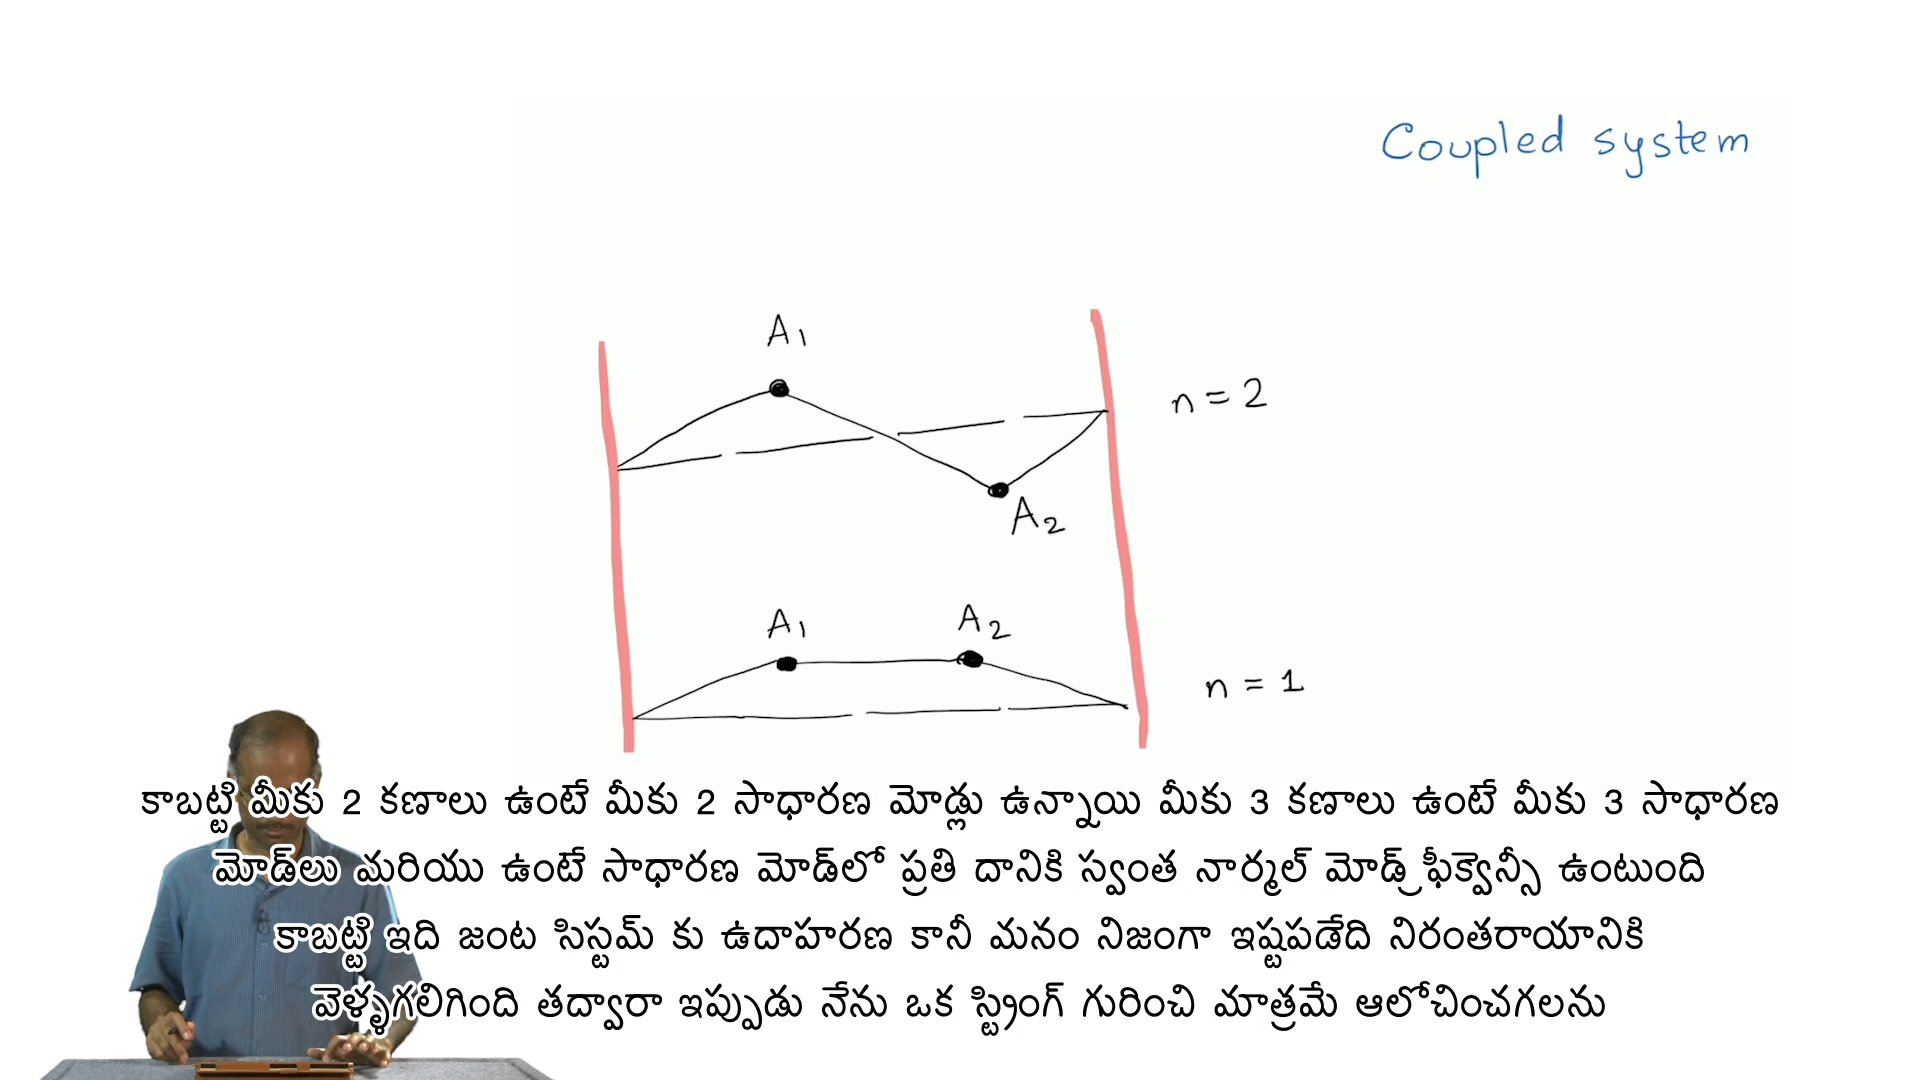 Coupled system
A1
n = 2
A2
A1 A2
n = 1
కాబట్టి మీకు 2 కణాలు ఉంటే మీకు 2 సాధారణ మోడ్లు ఉన్నాయి మీకు 3 కణాలు ఉంటే మీకు 3 సాధారణ
మోడ్‌లు మరియు ఉంటే సాధారణ మోడ్‌లో ప్రతి దానికి స్వంత నార్మల్ మోడ్ ఫ్రీక్వెన్సీ ఉంటుంది
కాబట్టి ఇది జంట సిస్టమ్ కు ఉదాహరణ కానీ మనం నిజంగా ఇష్టపడేది నిరంతరాయానికి
వెళ్ళగలిగింది తద్వారా ఇప్పుడు నేను ఒక స్ట్రింగ్ గురించి మాత్రమే ఆలోచించగలను